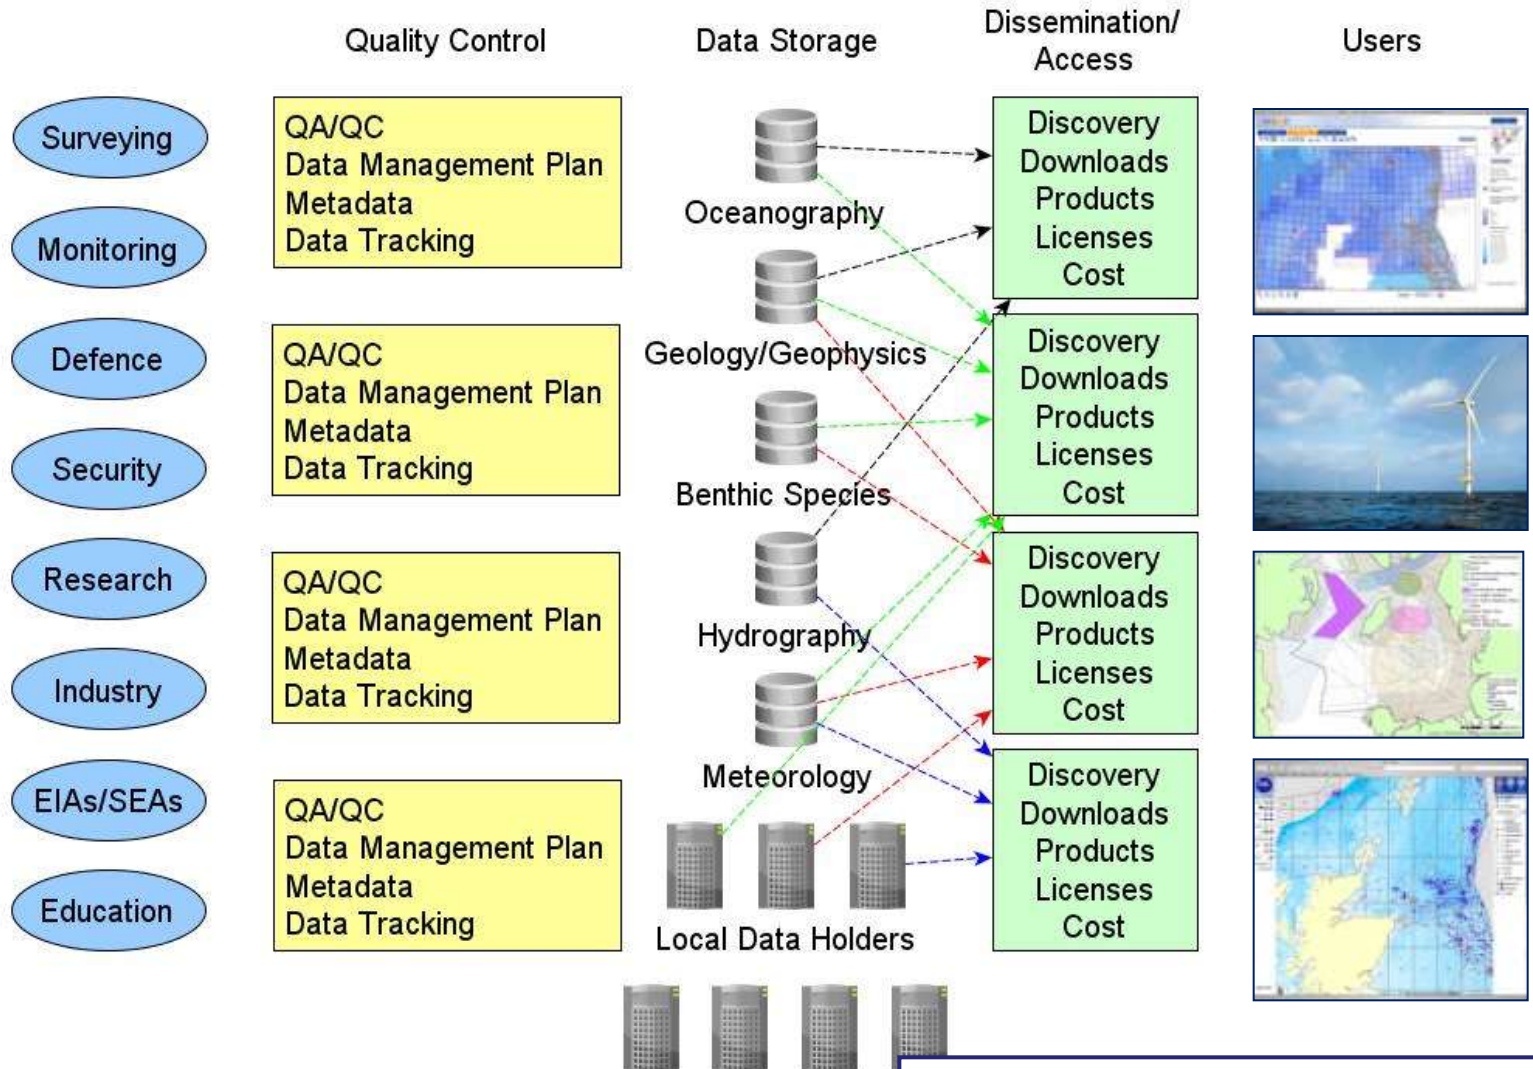 Quality Control
Data Storage
Dissemination/
Access
Users
Surveying
Monitoring
Defence
Security
Research
Industry
EIAs/SEAs
Education
QA/QC
Data Management Plan
Metadata
Data Tracking
QA/QC
Data Management Plan
Metadata
Data Tracking
QA/QC
Data Management Plan
Metadata
Data Tracking
QA/QC
Data Management Plan
Metadata
Data Tracking
Oceanography
Geology/Geophysics
Benthic Species
Hydrography
Meteorology
Local Data Holders
Discovery
Downloads
Products
Licenses
Cost
Discovery
Downloads
Products
Licenses
Cost
Discovery
Downloads
Products
Licenses
Cost
Discovery
Downloads
Products
Licenses
Cost